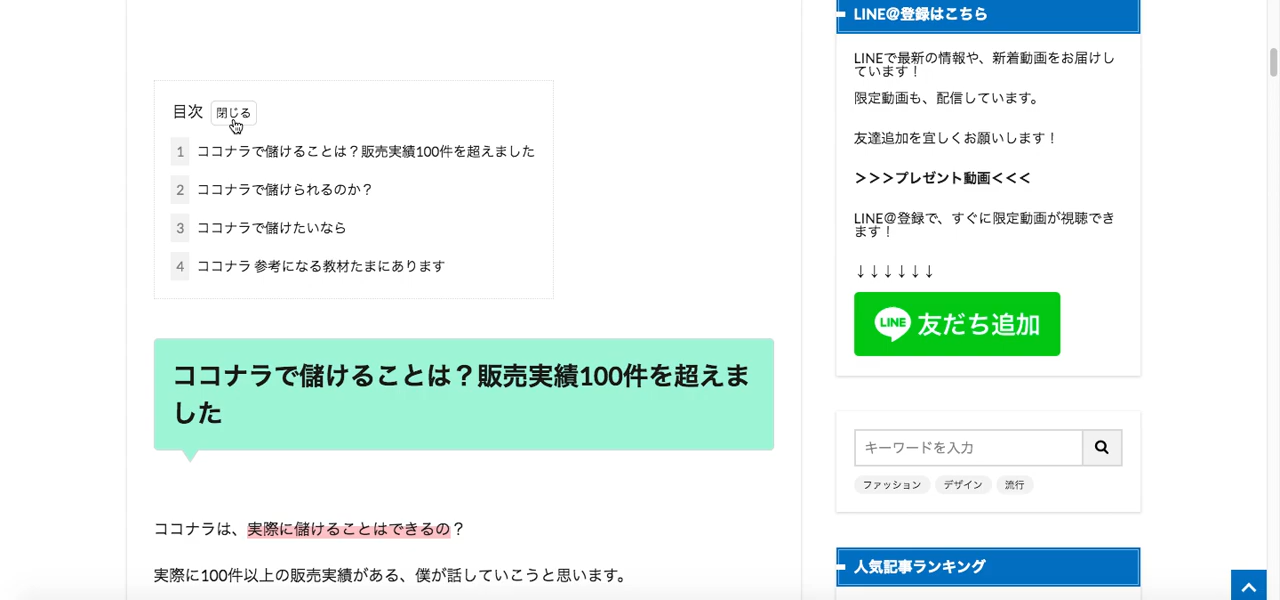 目次 閉じる
1 ココナラで儲けることは？販売実績100件を超えました
2 ココナラで儲けられるのか？
3 ココナラで儲けたいなら
4 ココナラ 参考になる教材たまにあります
ココナラで儲けることは？販売実績100件を超えま
した
ココナラは、実際に儲けることはできるの？
実際に100件以上の販売実績がある、僕が話していこうと思います。
LINE@登録はこちら
LINEで最新の情報や、新着動画をお届けし
ています！
限定動画も、配信しています。
友達追加を宜しくお願いします！
＞＞＞プレゼント動画＜＜＜
LINE@登録で、すぐに限定動画が視聴でき
ます！
↓↓↓↓↓↓
LINE 友だち追加
キーワードを入力
ファッション デザイン 流行
人気記事ランキング